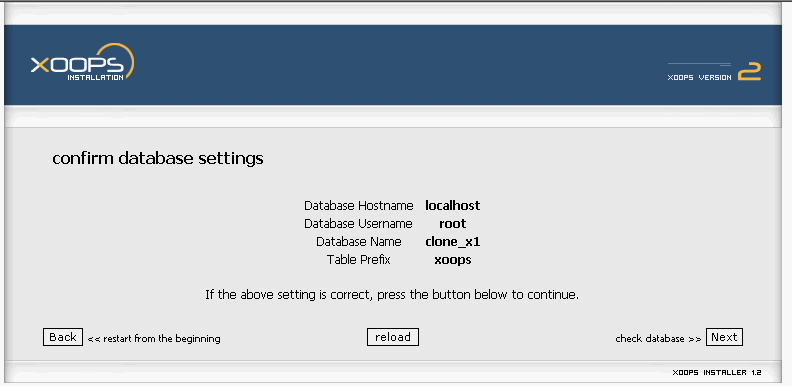 XOOPS
INSTALLATION
XOOPS VERSION 2
confirm database settings
Database Hostname localhost
Database Username root
Database Name clone_x1
Table Prefix xoops
If the above setting is correct, press the button below to continue.
Back << restart from the beginning reload check database >> Next
XOOPS INSTALLER 1.2